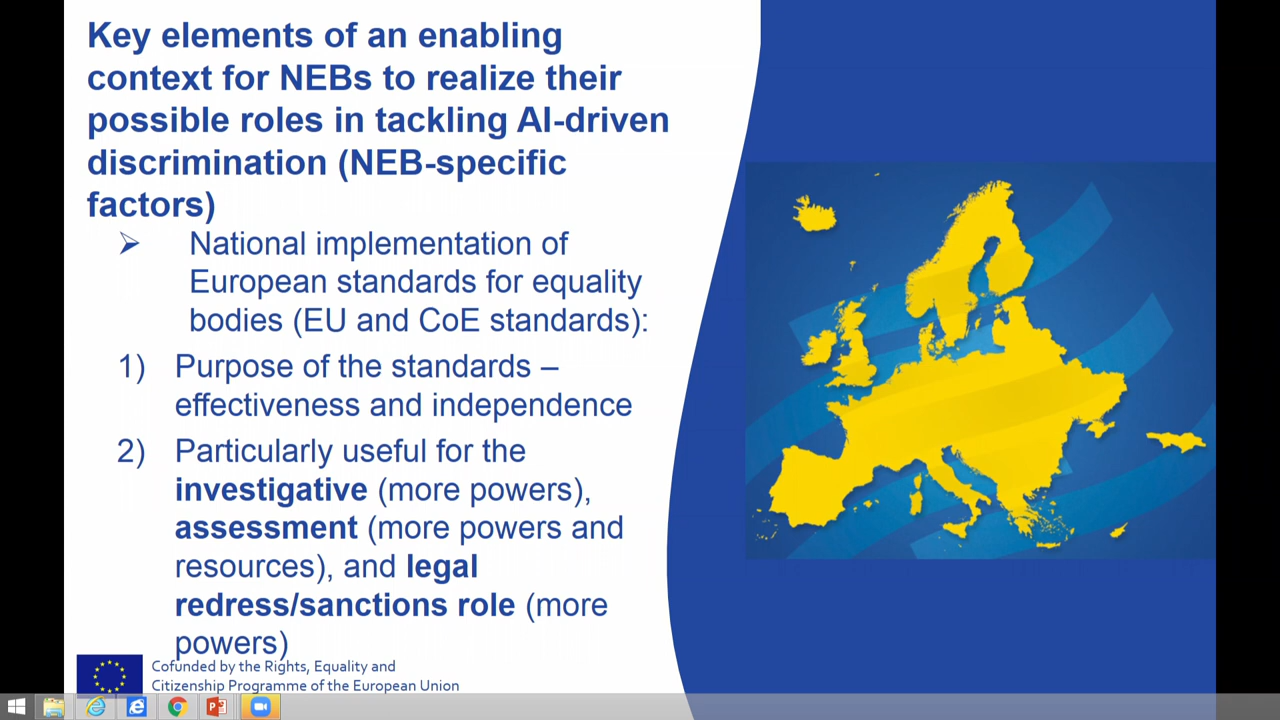 Key elements of an enabling
context for NEBs to realize their
possible roles in tackling AI-driven
discrimination (NEB-specific
factors)
➢ National implementation of
European standards for equality
bodies (EU and CoE standards):
1) Purpose of the standards –
effectiveness and independence
2) Particularly useful for the
investigative (more powers),
assessment (more powers and
resources), and legal
redress/sanctions role (more
powers)
Cofunded by the Rights, Equality and
Citizenship Programme of the European Union